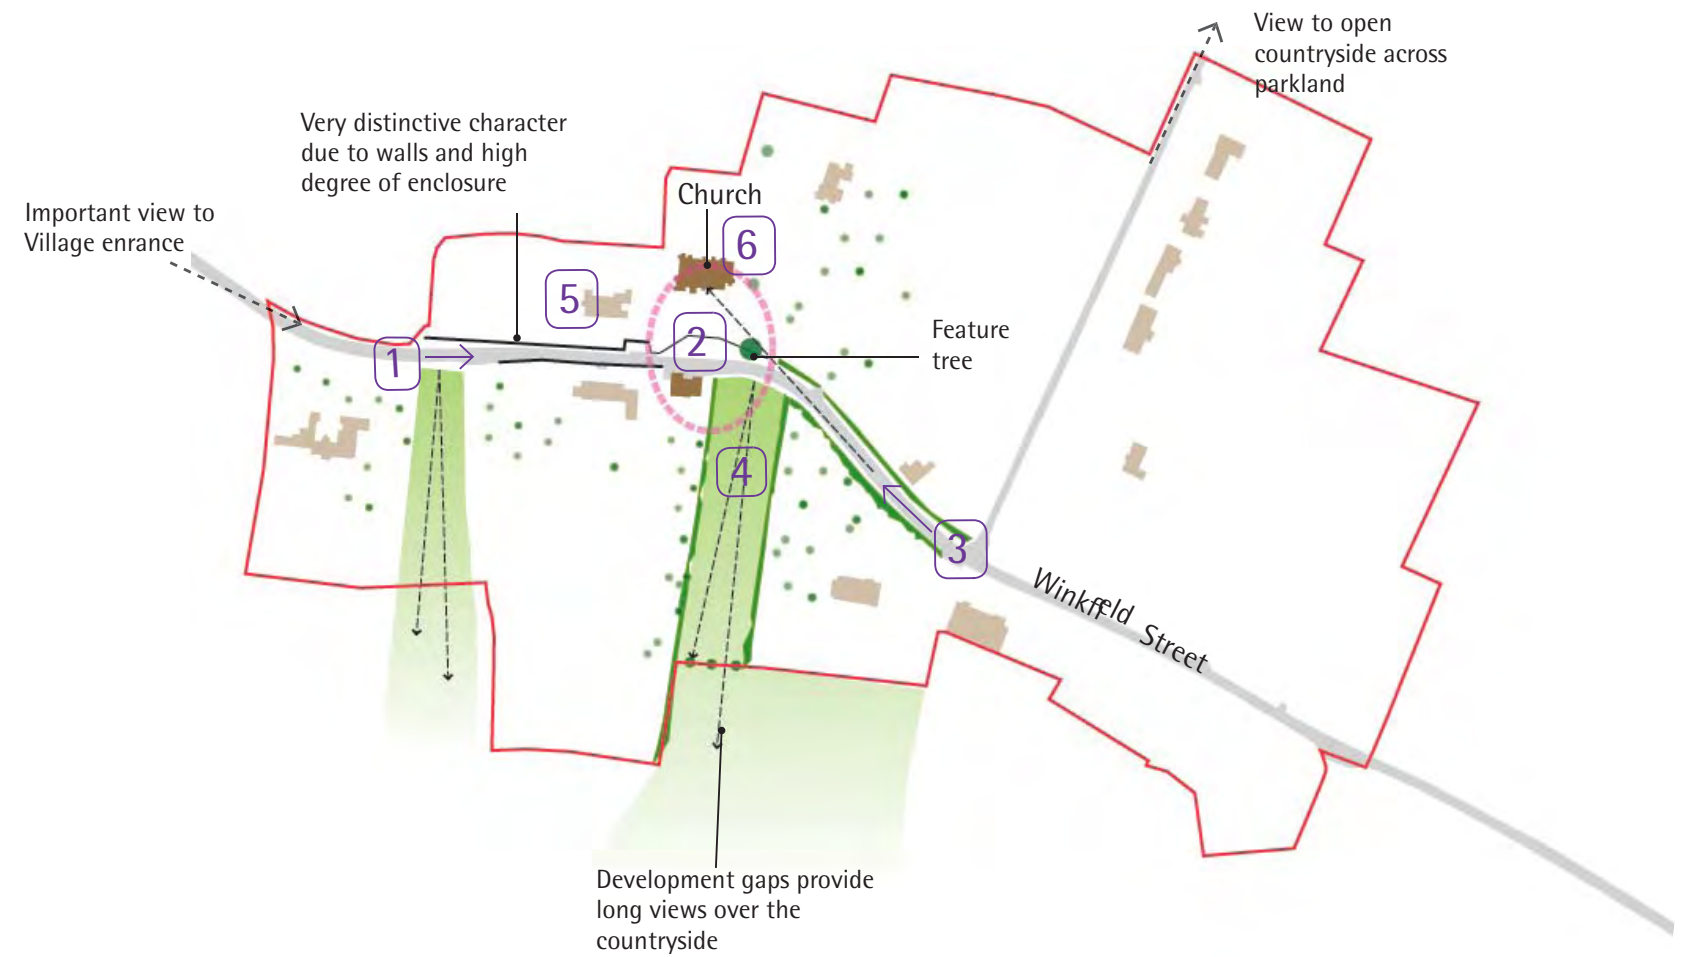 View to open
countryside across
parkland
Very distinctive character
due to walls and high
degree of enclosure
Important view to
Village entrance
Church
6
5
2
1
Feature
tree
4
3
Winkffeld Street
Development gaps provide
long views over the
countryside